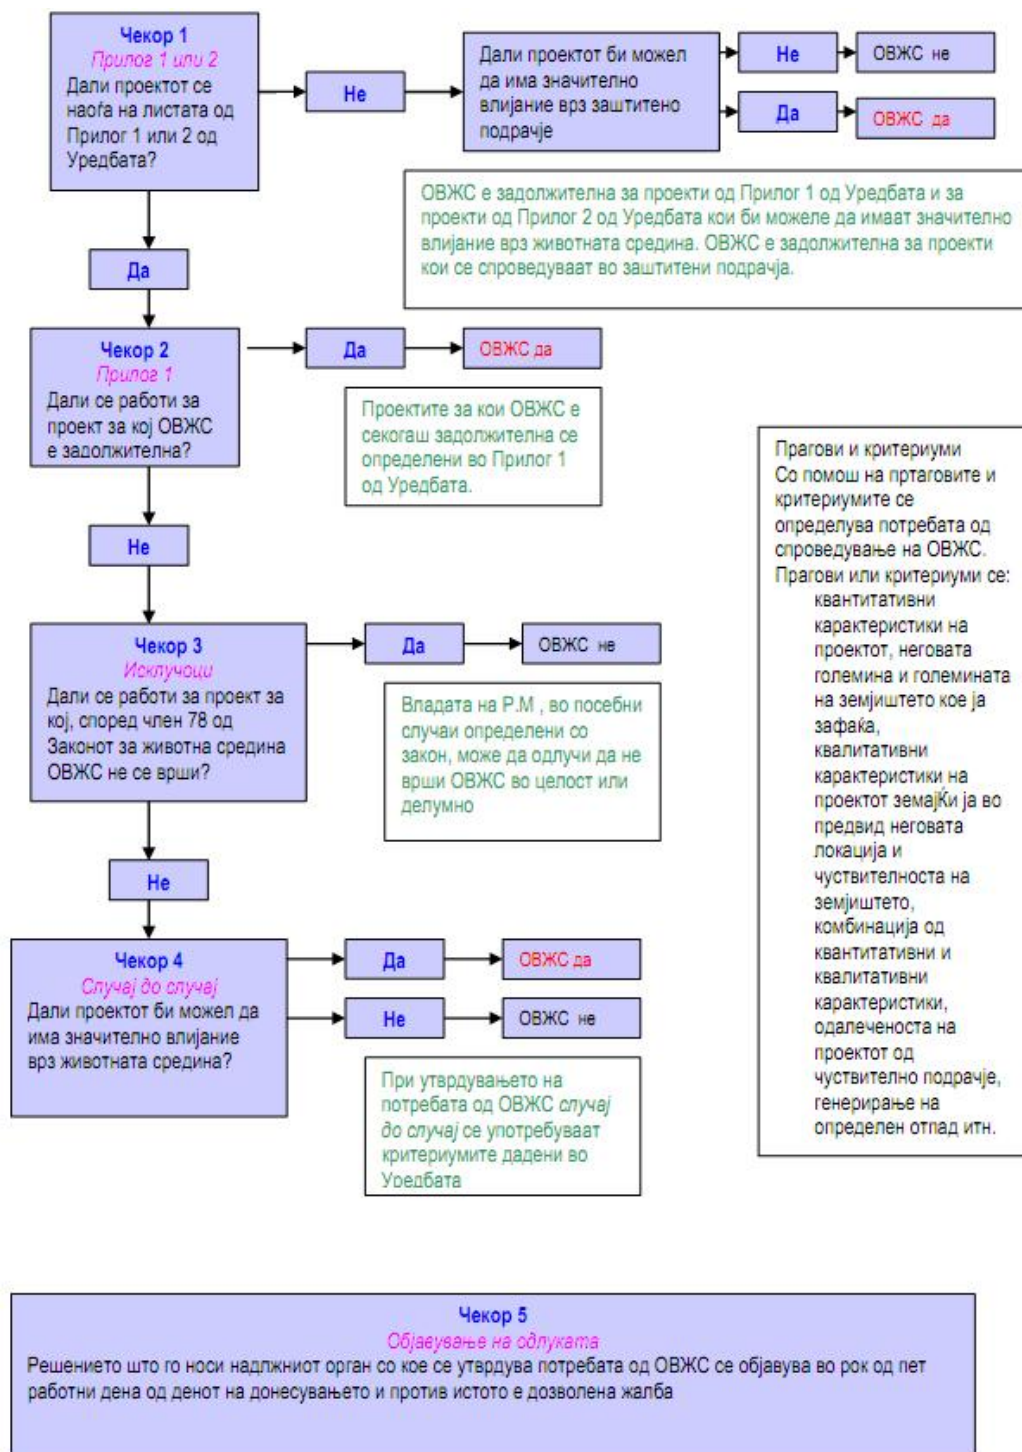 Чекор 1
Прилог 1 или 2
Дали проектот се
наоѓа на листата од
Прилог 1 или 2 од
Уредбата?
Не
Дали проектот би можел
да има значително
влијание врз заштитено
подрачје
Не
ОВЖС не
Да
ОВЖС да
ОВЖС е задолжителна за проекти од Прилог 1 од Уредбата и за
проекти од Прилог 2 од Уредбата кои би можеле да имаат значително
влијание врз животната средина. ОВЖС е задолжителна за проекти
кои се спроведуваат во заштитени подрачја.
Да
Чекор 2
Прилог 1
Дали се работи за
проект за кој ОВЖС
е задолжителна?
Да
ОВЖС да
Проектите за кои ОВЖС е
секогаш задолжителна се
определени во Прилог 1
од Уредбата.
Не
Чекор 3
Исклучоци
Дали се работи за проект за
кој, според член 78 од
Законот за животна средина
ОВЖС не се врши?
Да
ОВЖС не
Владата на Р.М , во посебни
случаи определени со
закон, може да одлучи да не
врши ОВЖС во целост или
делумно
Не
Чекор 4
Случај до случај
Дали проектот би можел да
има значително влијание
врз животната средина?
Да
ОВЖС да
Не
ОВЖС не
При утврдувањето на
потребата од ОВЖС случај
до случај се употребуваат
критериумите дадени во
Уредбата
Прагови и критериуми
Со помош на пртаговите и
критериумите се
определува потребата од
спроведување на ОВЖС.
Прагови или критериуми се:
квантитативни
карактеристики на
проектот, неговата
големина и големината
на земјиштето кое ја
зафаќа,
квалитативни
карактеристики на
проектот земајЌи ја во
предвид неговата
локација и
чуствителноста на
земјиштето,
комбинација од
квантитативни и
квалитативни
карактеристики,
одалеченоста на
проектот од
чуствително подрачје,
генерирање на
определен отпад итн.
Чекор 5
Објавување на одлуката
Решението што го носи надлжниот орган со кое се утврдува потребата од ОВЖС се објавува во рок од пет
работни дена од денот на донесувањето и против истото е дозволена жалба